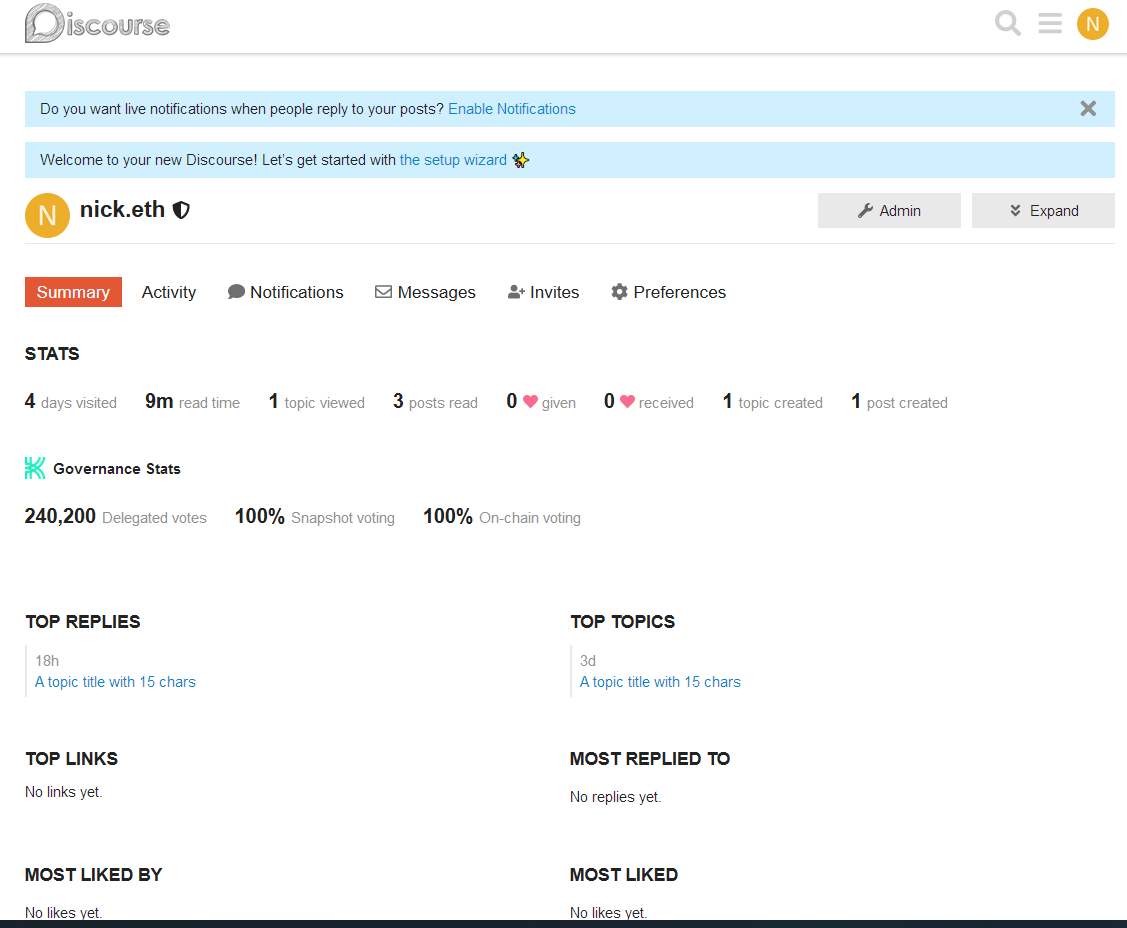 Discourse
N
Do you want live notifications when people reply to your posts? Enable Notifications
Welcome to your new Discourse! Let's get started with the setup wizard
N
nick.eth
Admin
Expand
Summary
Activity
Notifications
Messages
Invites
Preferences
STATS
4 days visited
9m read time
1 topic viewed
3 posts read
0 given
0 received
1 topic created
1 post created
Governance Stats
240,200 Delegated votes
100% Snapshot voting
100% On-chain voting
TOP REPLIES
18h
A topic title with 15 chars
TOP TOPICS
3d
A topic title with 15 chars
TOP LINKS
No links yet.
MOST REPLIED TO
No replies yet.
MOST LIKED BY
No likes yet.
MOST LIKED
No likes yet.